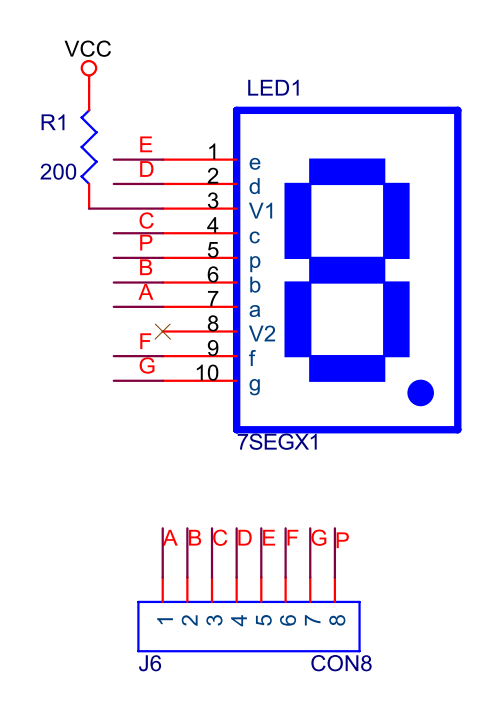 VCC
LED1
R1
200
E 1 e
D 2 d
3 V1
C 4 c
P 5 p
B 6 b
A 7 a
8 V2
F 9 f
G 10 g
7SEGX1
A B C D E F G P
1 2 3 4 5 6 7 8
J6 CON8